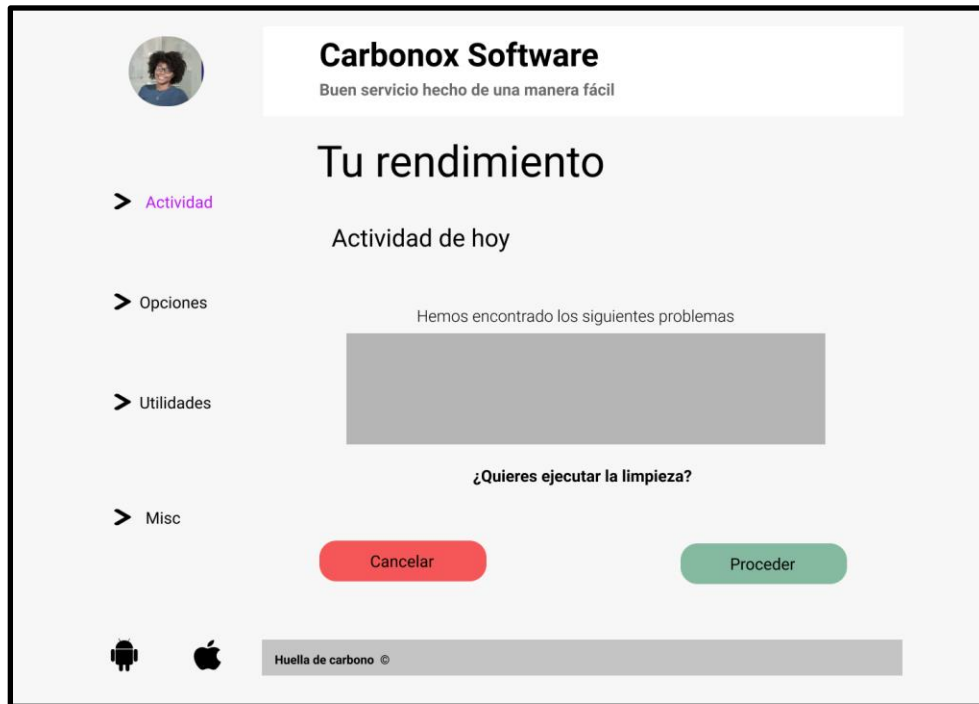 Carbonox Software
Buen servicio hecho de una manera fácil
Tu rendimiento
Actividad
Actividad de hoy
Opciones
Hemos encontrado los siguientes problemas
Utilidades
¿Quieres ejecutar la limpieza?
Misc
Cancelar
Proceder
Huella de carbono ©